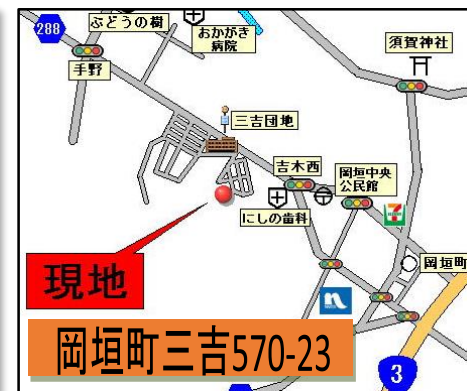 288
ぶどうの樹
おかがき
病院
手野
須賀神社
三吉団地
吉木西
岡垣中央
公民館
にしの歯科
岡垣町
現地
岡垣町三吉570-23
3